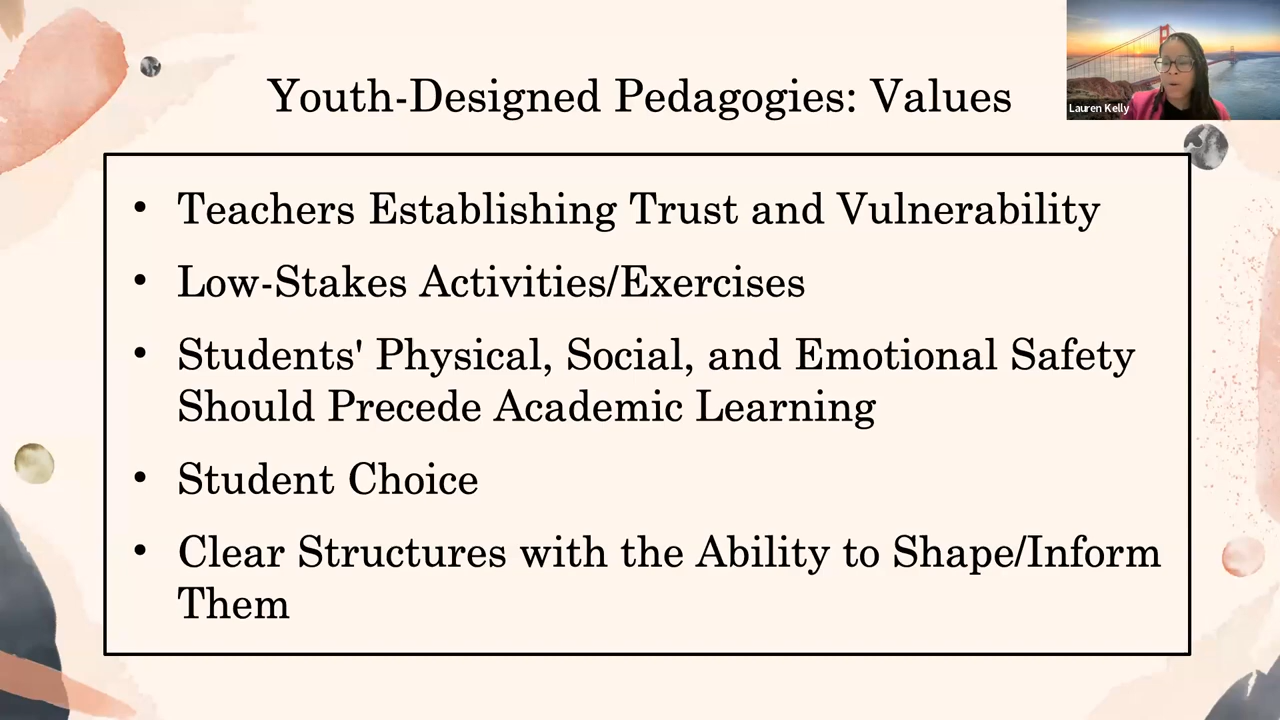 Youth-Designed Pedagogies: Values
Lauren Kelly
• Teachers Establishing Trust and Vulnerability
• Low-Stakes Activities/Exercises
• Students' Physical, Social, and Emotional Safety
Should Precede Academic Learning
• Student Choice
• Clear Structures with the Ability to Shape/Inform
Them